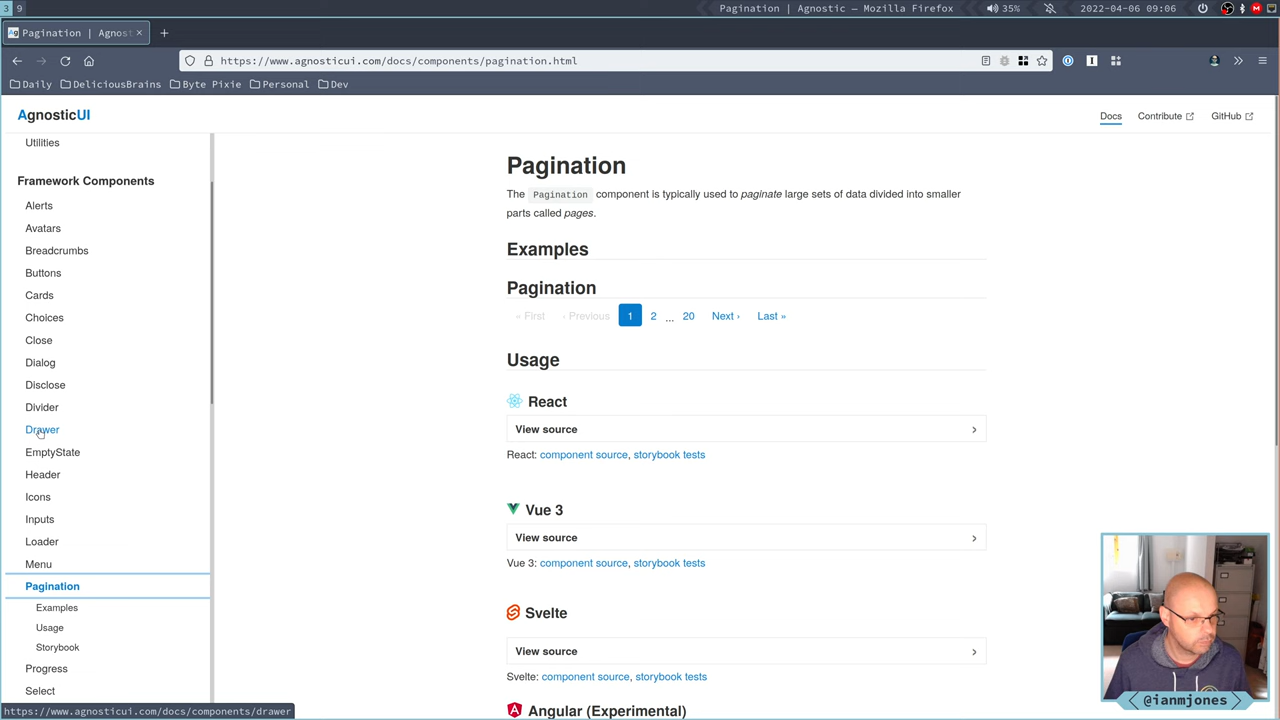 3 9
Pagination | Agnostic — Mozilla Firefox
35%
2022-04-06 09:06
Ag Pagination | Agnost
https://www.agnosticui.com/docs/components/pagination.html
Daily DeliciousBrains Byte Pixie Personal Dev
AgnosticUI
Docs Contribute GitHub
Utilities
Framework Components
Alerts
Avatars
Breadcrumbs
Buttons
Cards
Choices
Close
Dialog
Disclose
Divider
Drawer
EmptyState
Header
Icons
Inputs
Loader
Menu
Pagination
Examples
Usage
Storybook
Progress
Select
Pagination
The Pagination component is typically used to paginate large sets of data divided into smaller
parts called pages.
Examples
Pagination
« First ‹ Previous 1 2 ... 20 Next › Last »
Usage
React
View source
React: component source, storybook tests
Vue 3
View source
Vue 3: component source, storybook tests
Svelte
View source
Svelte: component source, storybook tests
Angular (Experimental)
https://www.agnosticui.com/docs/components/drawer
@ianmjones